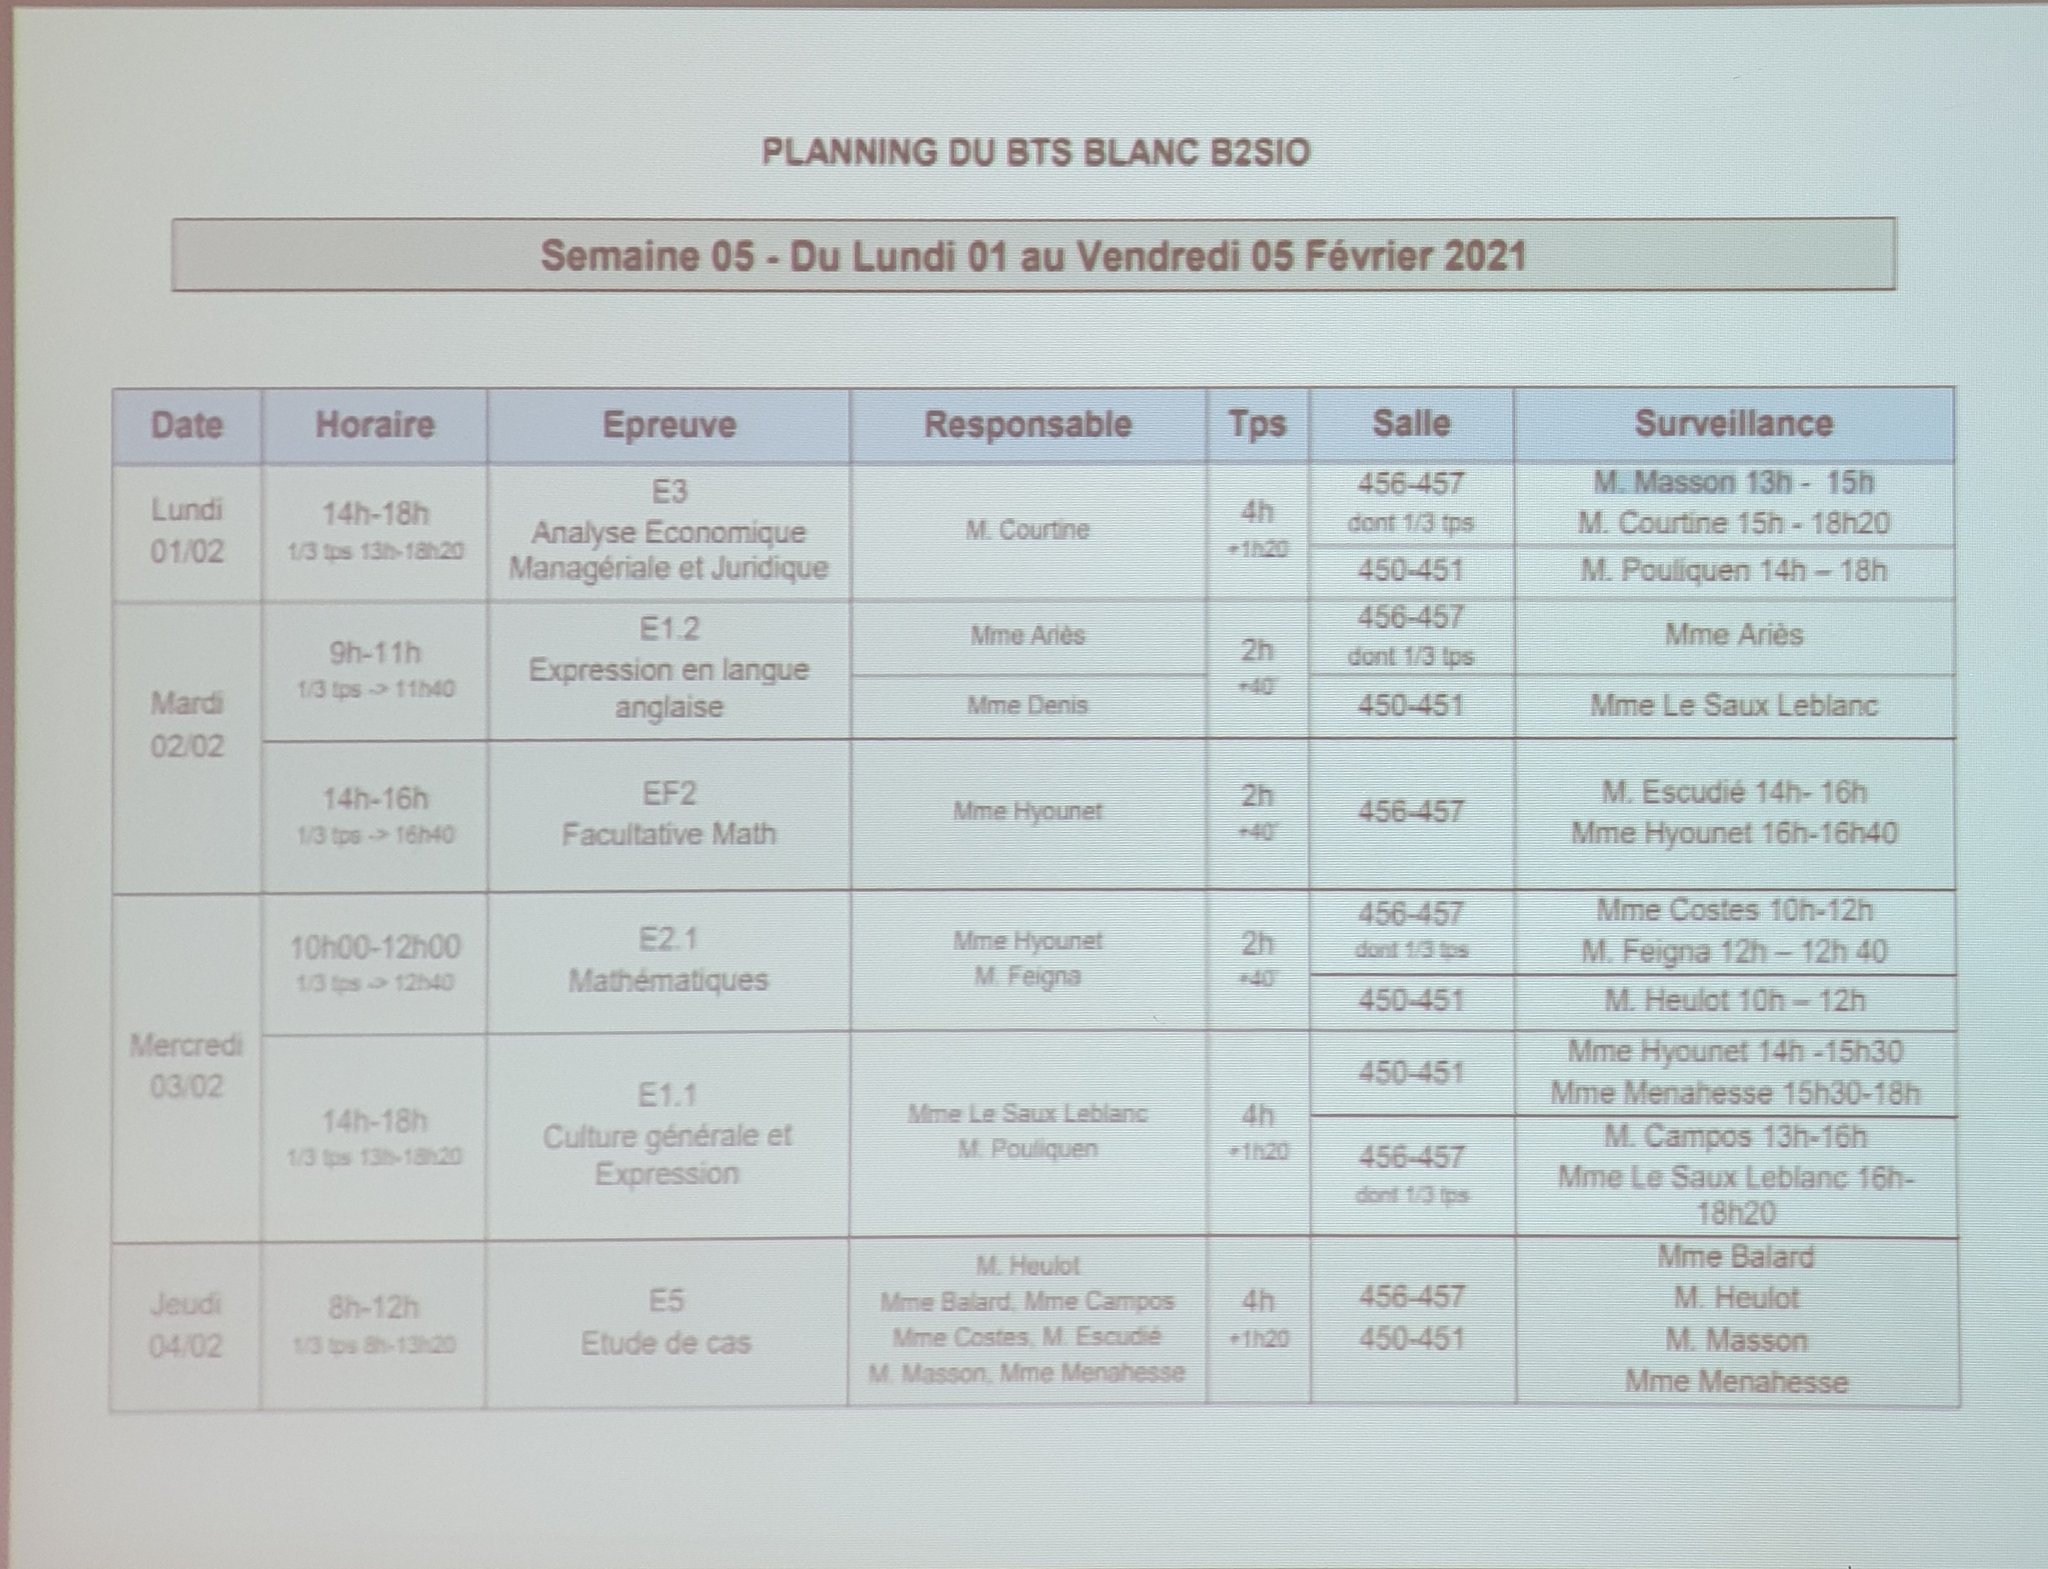 PLANNING DU BTS BLANC B2SIO
Semaine 05 - Du Lundi 01 au Vendredi 05 Février 2021
Date Horaire Epreuve Responsable Tps Salle Surveillance
Lundi
01/02
14h-18h
1/3 tps 13h-18h20
E3
Analyse Economique
Managériale et Juridique
M. Courtine
4h
+1h20
456-457
dont 1/3 tps
M. Masson 13h - 15h
M. Courtine 15h - 18h20
450-451
M. Pouliquen 14h – 18h
Mardi
02/02
9h-11h
1/3 tps -> 11h40
E1.2
Expression en langue
anglaise
Mme Ariès
Mme Denis
2h
+40'
456-457
dont 1/3 tps
Mme Ariès
450-451
Mme Le Saux Leblanc
14h-16h
1/3 tps -> 16h40
EF2
Facultative Math
Mme Hyounet
2h
+40'
456-457
M. Escudié 14h- 16h
Mme Hyounet 16h-16h40
Mercredi
03/02
10h00-12h00
1/3 tps -> 12h40
E2.1
Mathématiques
Mme Hyounet
M. Feigna
2h
+40'
456-457
dont 1/3 tps
Mme Costes 10h-12h
M. Feigna 12h – 12h 40
450-451
M. Heulot 10h – 12h
14h-18h
1/3 tps 13h-18h20
E1.1
Culture générale et
Expression
Mme Le Saux Leblanc
M. Pouliquen
4h
+1h20
450-451
Mme Hyounet 14h -15h30
Mme Menahesse 15h30-18h
456-457
dont 1/3 tps
M. Campos 13h-16h
Mme Le Saux Leblanc 16h-
18h20
Jeudi
04/02
8h-12h
1/3 tps 8h-13h20
E5
Etude de cas
M. Heulot
Mme Balard, Mme Campos
Mme Costes, M. Escudié
M. Masson, Mme Menahesse
4h
+1h20
456-457
450-451
Mme Balard
M. Heulot
M. Masson
Mme Menahesse